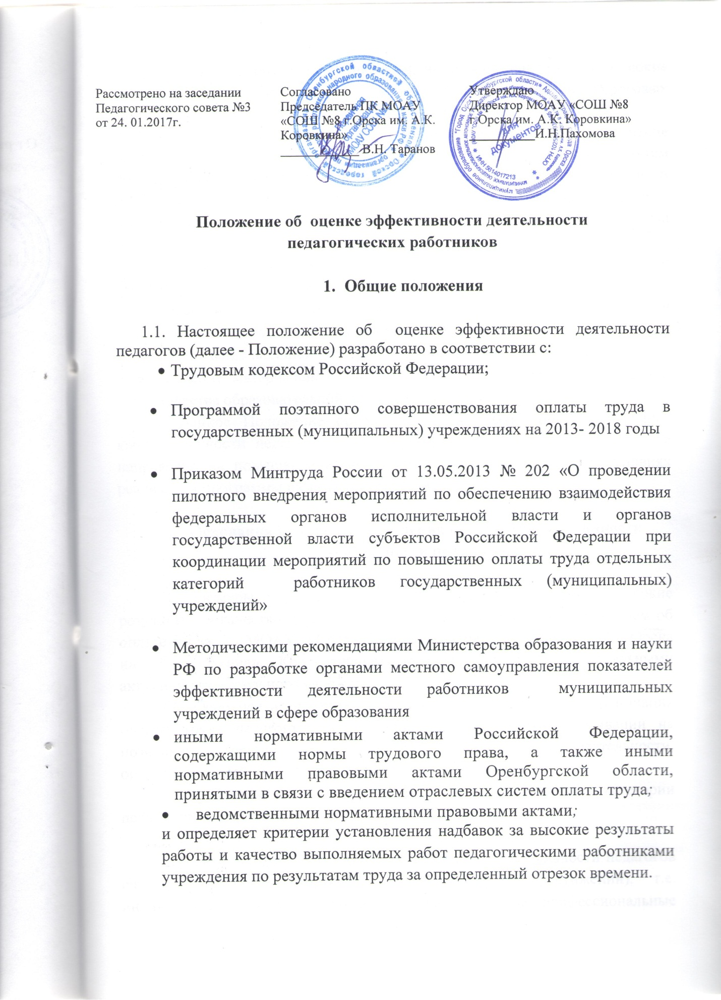 Рассмотрено на заседании
Педагогического совета №3
от 24. 01.2017г.
Согласовано
Председатель ПК МОАУ
«СОШ №8 г.Орска им. А.К.
Коровкина»
В.Н. Таранов
Утверждаю
Директор МОАУ «СОШ №8
Орска им. А.К. Коровкина»
И.Н.Пахомова
для
документов
ИНН 5614017213
Положение об оценке эффективности деятельности
педагогических работников
1. Общие положения
1.1. Настоящее положение об оценке эффективности деятельности
педагогов (далее - Положение) разработано в соответствии с:
• Трудовым кодексом Российской Федерации;
• Программой поэтапного совершенствования оплаты труда в
государственных (муниципальных) учреждениях на 2013- 2018 годы
• Приказом Минтруда России от 13.05.2013 № 202 «О проведении
пилотного внедрения мероприятий по обеспечению взаимодействия
федеральных органов исполнительной власти и органов
государственной власти субъектов Российской Федерации при
координации мероприятий по повышению оплаты труда отдельных
категорий работников государственных (муниципальных)
учреждений»
• Методическими рекомендациями Министерства образования и науки
РФ по разработке органами местного самоуправления показателей
эффективности деятельности работников муниципальных
учреждений в сфере образования
• иными нормативными актами Российской Федерации,
содержащими нормы трудового права, а также иными
нормативными правовыми актами Оренбургской области,
принятыми в связи с введением отраслевых систем оплаты труда;
• ведомственными нормативными правовыми актами;
и определяет критерии установления надбавок за высокие результаты
работы и качество выполняемых работ педагогическими работниками
учреждения по результатам труда за определенный отрезок времени.